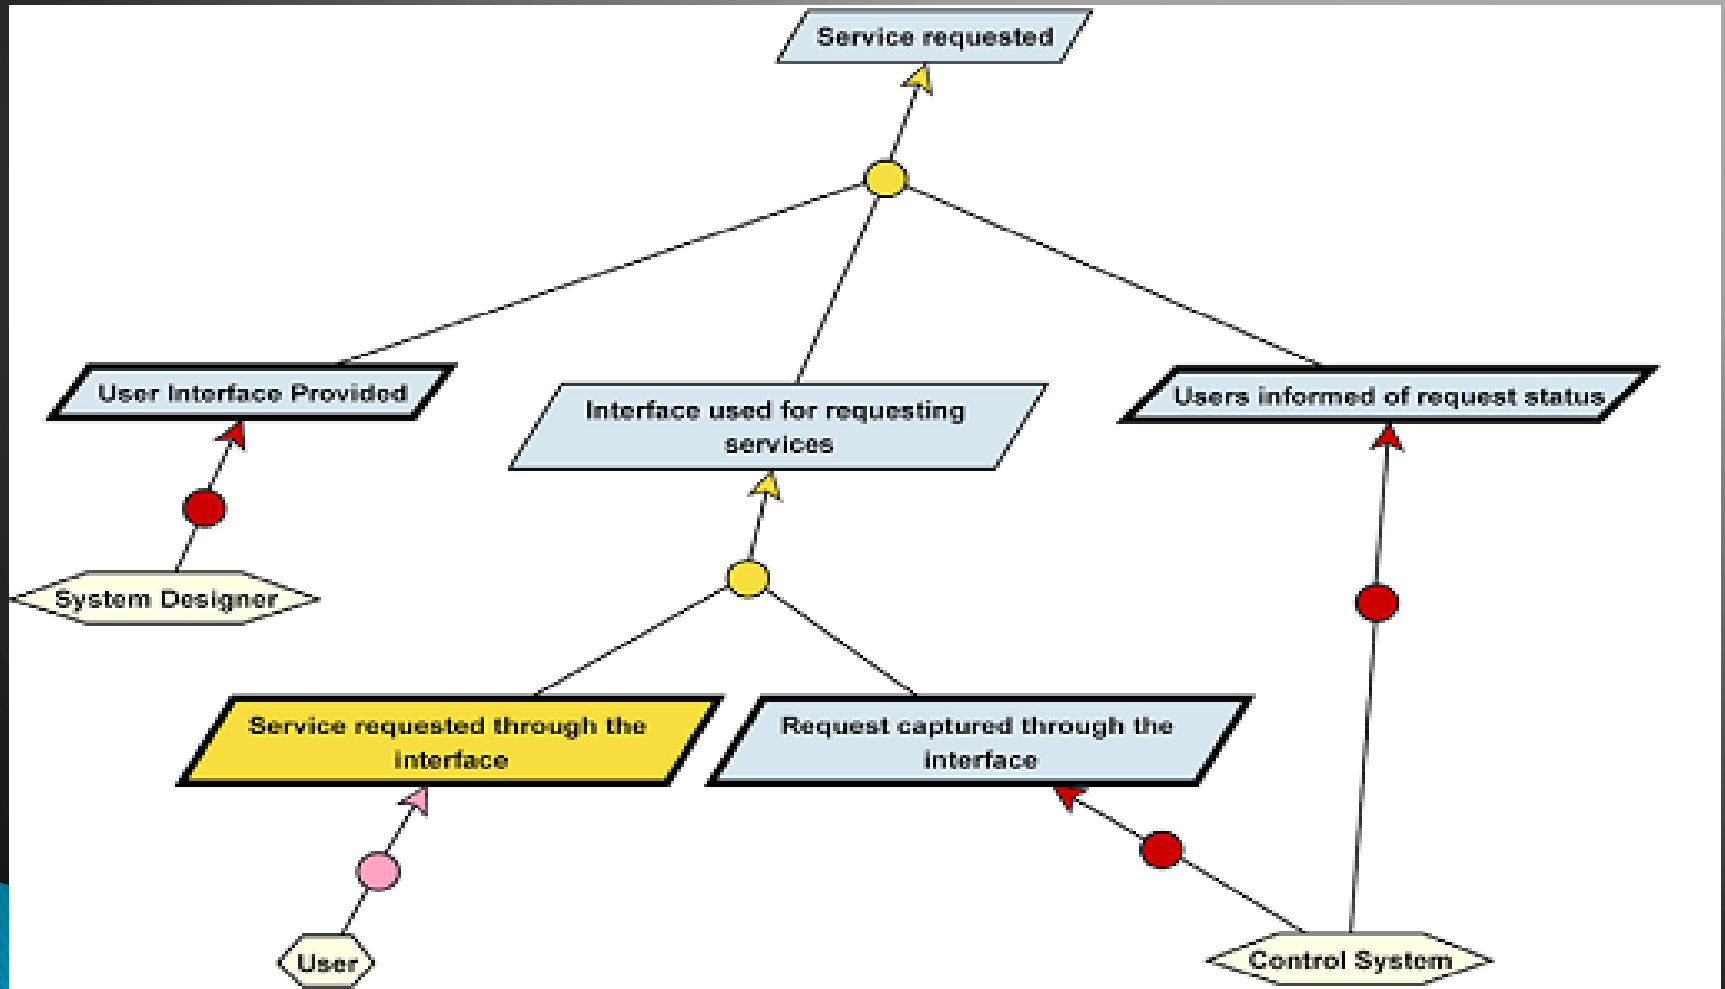 Service requested
User Interface Provided
Interface used for requesting
services
Users informed of request status
System Designer
Service requested through the
interface
Request captured through the
interface
User
Control System